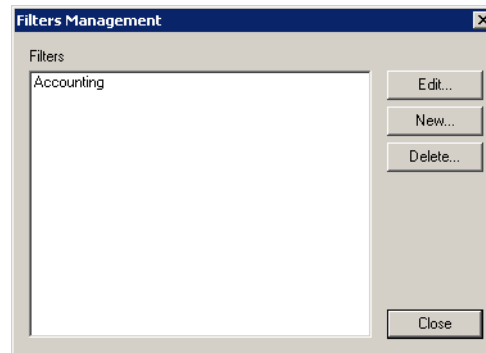 Filters Management
Filters
Accounting
Edit...
New...
Delete...
Close